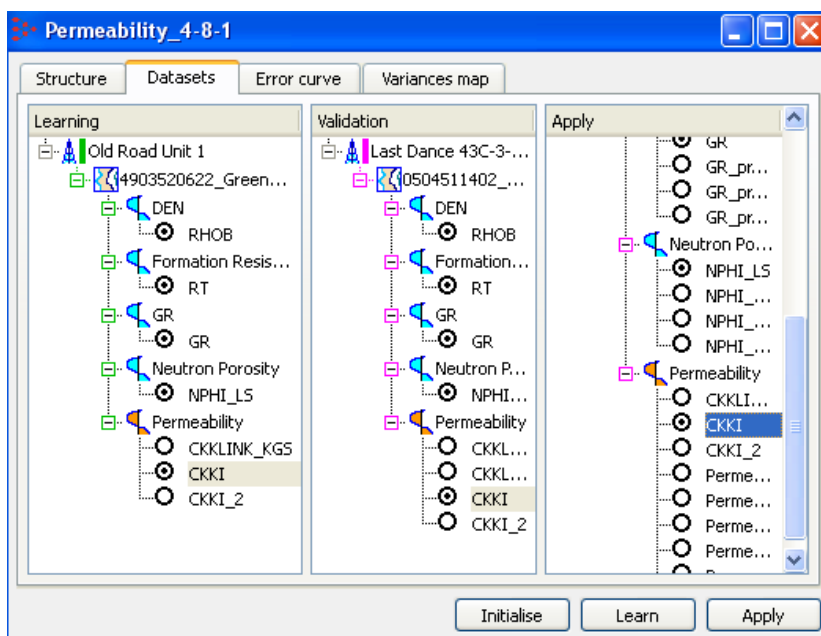 Permeability_4-8-1
Structure
Datasets
Error curve
Variances map
Learning
Old Road Unit 1
4903520622_Green...
DEN
RHOB
Formation Resis...
RT
GR
GR
Neutron Porosity
NPHI_LS
Permeability
CKKLINK_KGS
CKKI
CKKI_2
Validation
Last Dance 43C-3-...
0504511402_...
DEN
RHOB
Formation...
RT
GR
GR
Neutron P...
NPHI...
Permeability
CKKL...
CKKL...
CKKI
CKKI_2
Apply
GR
GR_pr...
GR_pr...
GR_pr...
Neutron Po...
NPHI_LS
NPHI_...
NPHI_...
NPHI_...
Permeability
CKKLI...
CKKI
CKKI_2
Perme...
Perme...
Perme...
Perme...
Initialise
Learn
Apply